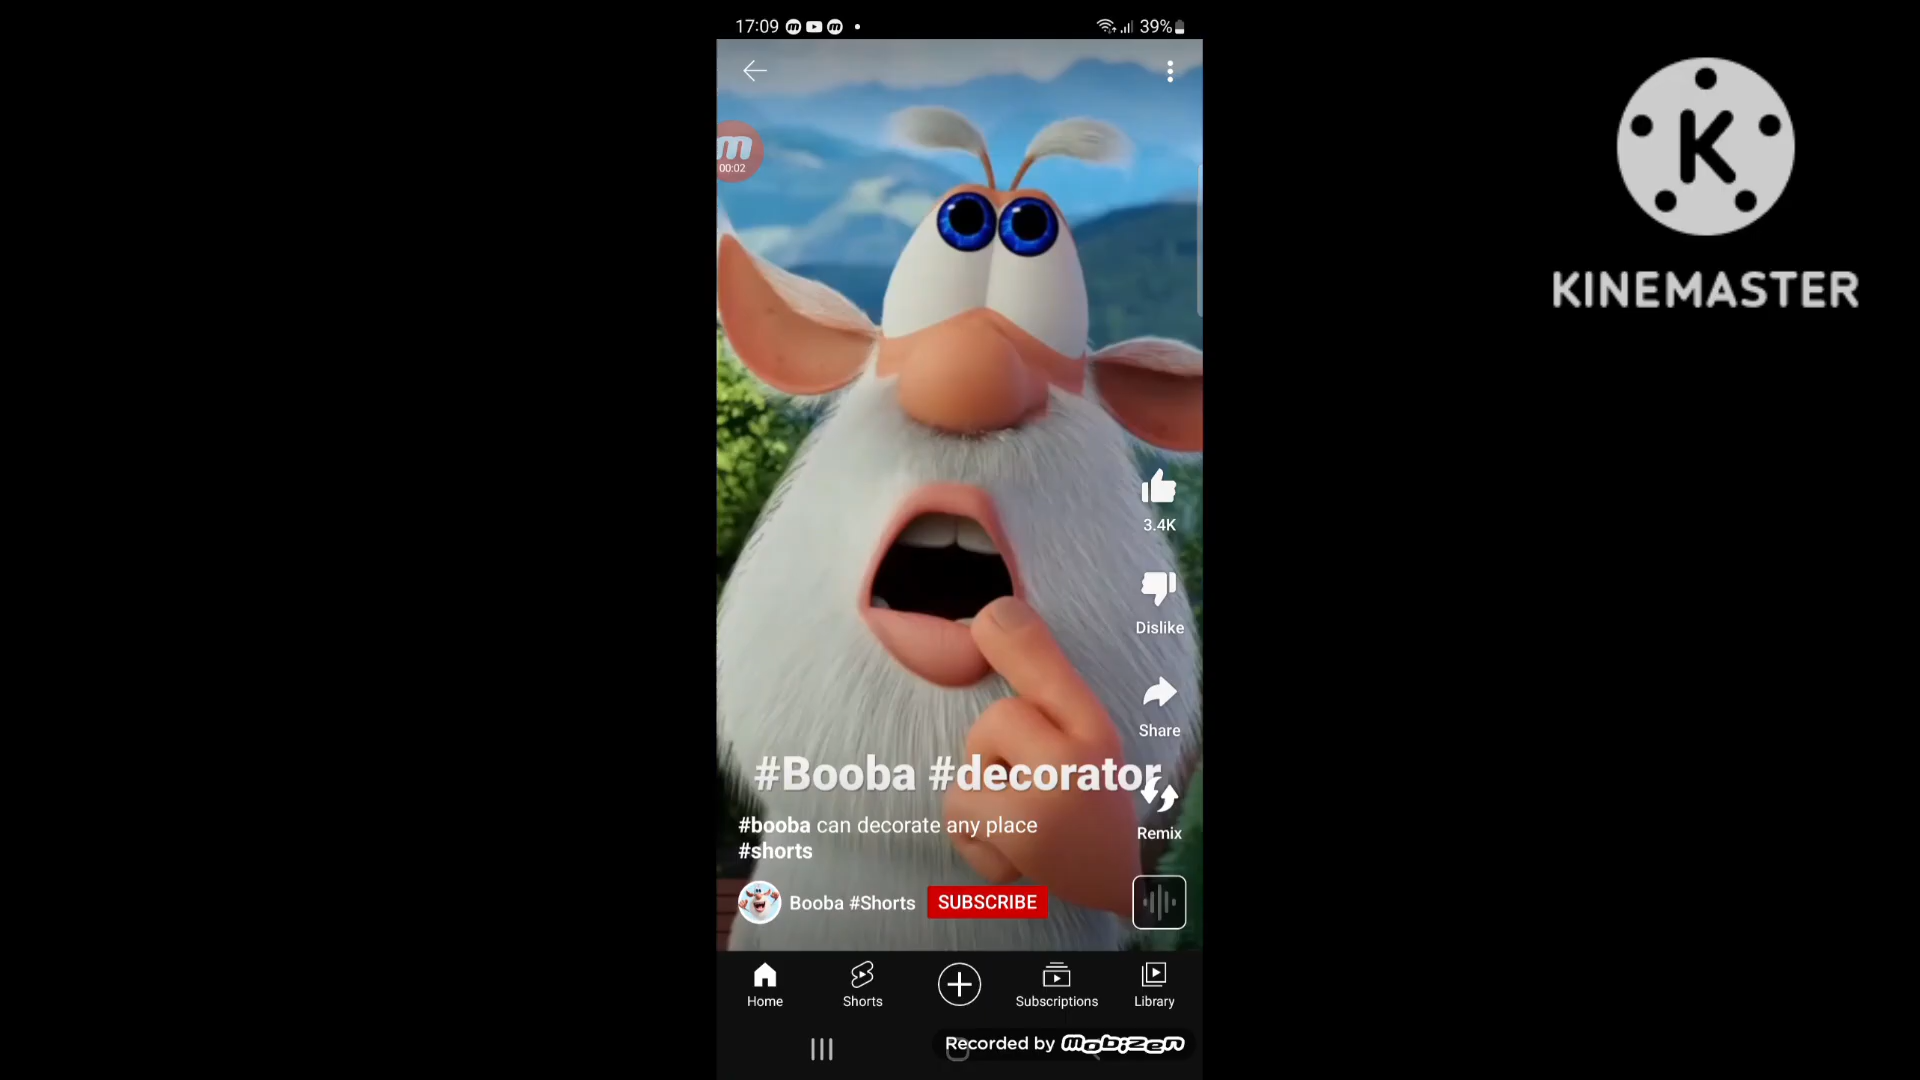 17:09
39%
m
00:02
K
KINEMASTER
3.4K
Dislike
Share
#Booba #decorator
#booba can decorate any place
#shorts
Remix
Booba #Shorts
SUBSCRIBE
Home
Shorts
Subscriptions
Library
Recorded by Mobizen